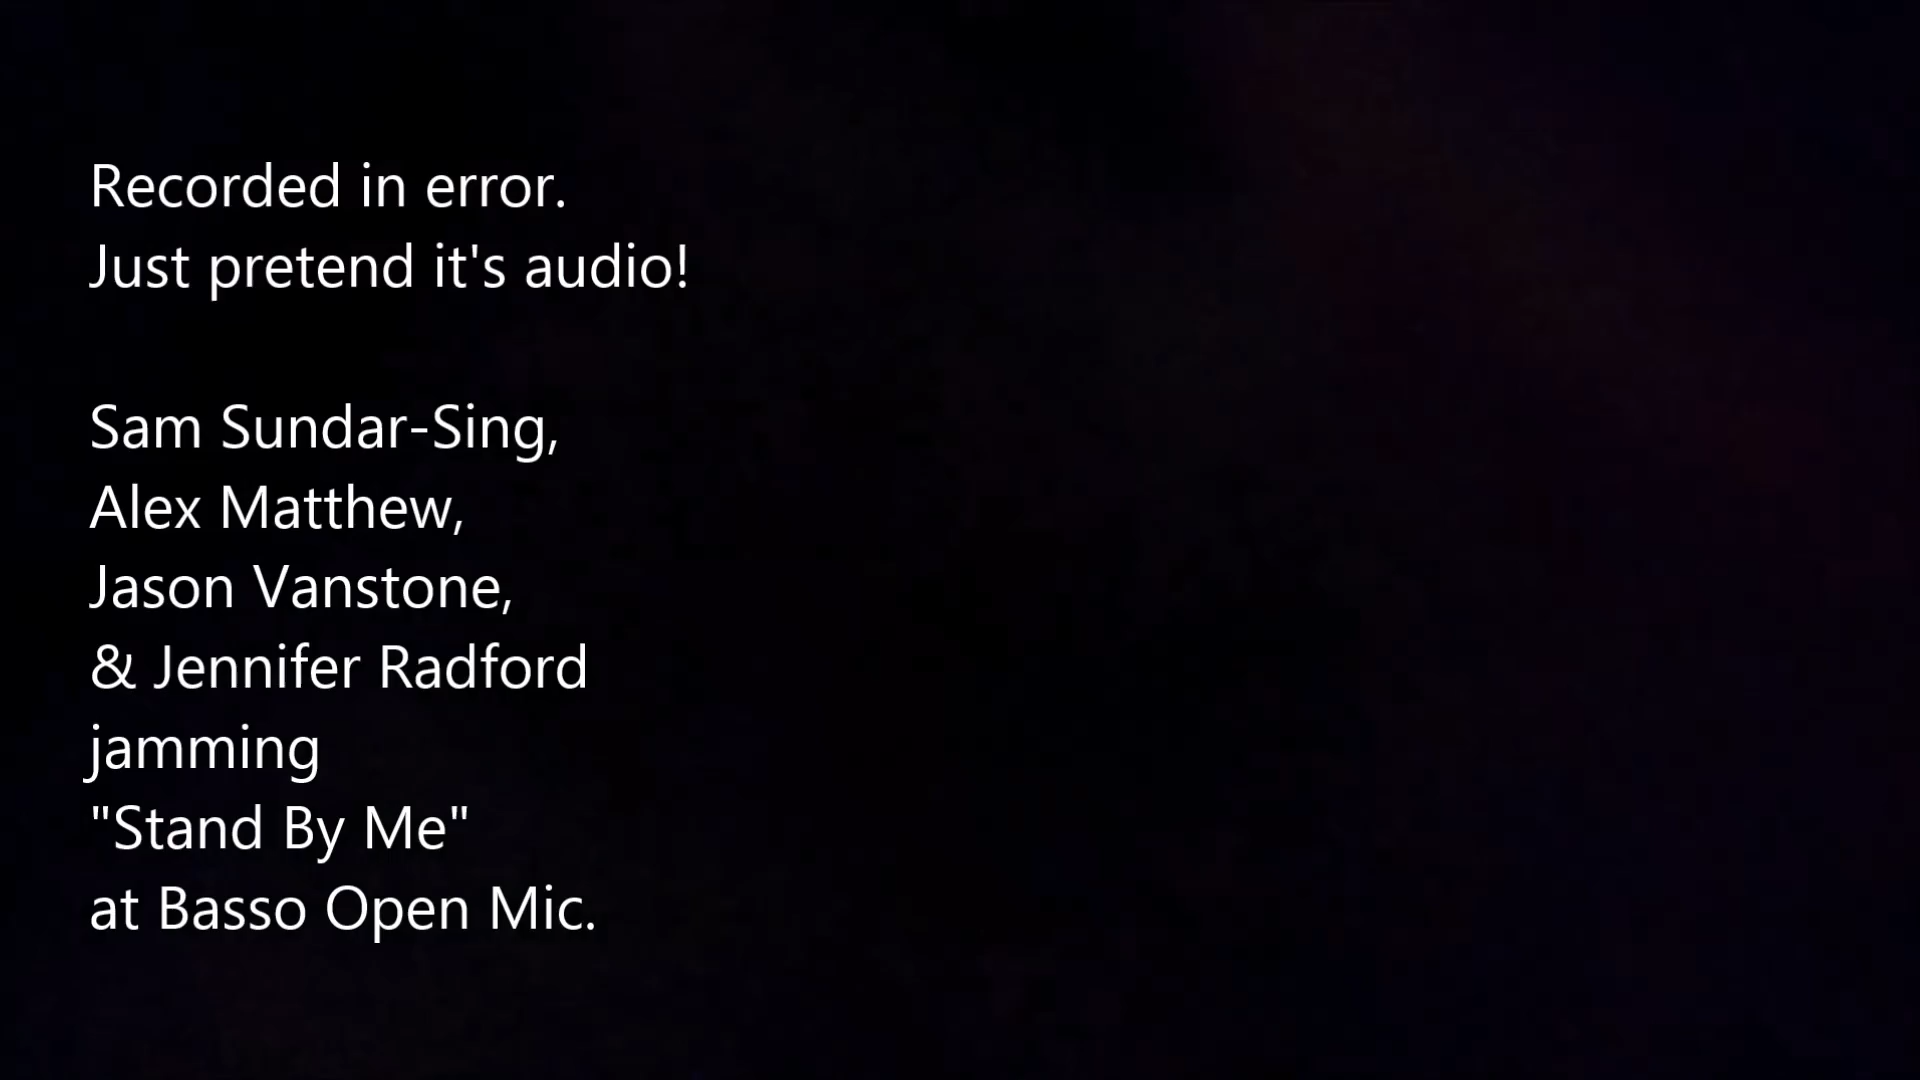 Recorded in error.
Just pretend it's audio!
Sam Sundar-Sing,
Alex Matthew,
Jason Vanstone,
& Jennifer Radford
jamming
"Stand By Me"
at Basso Open Mic.